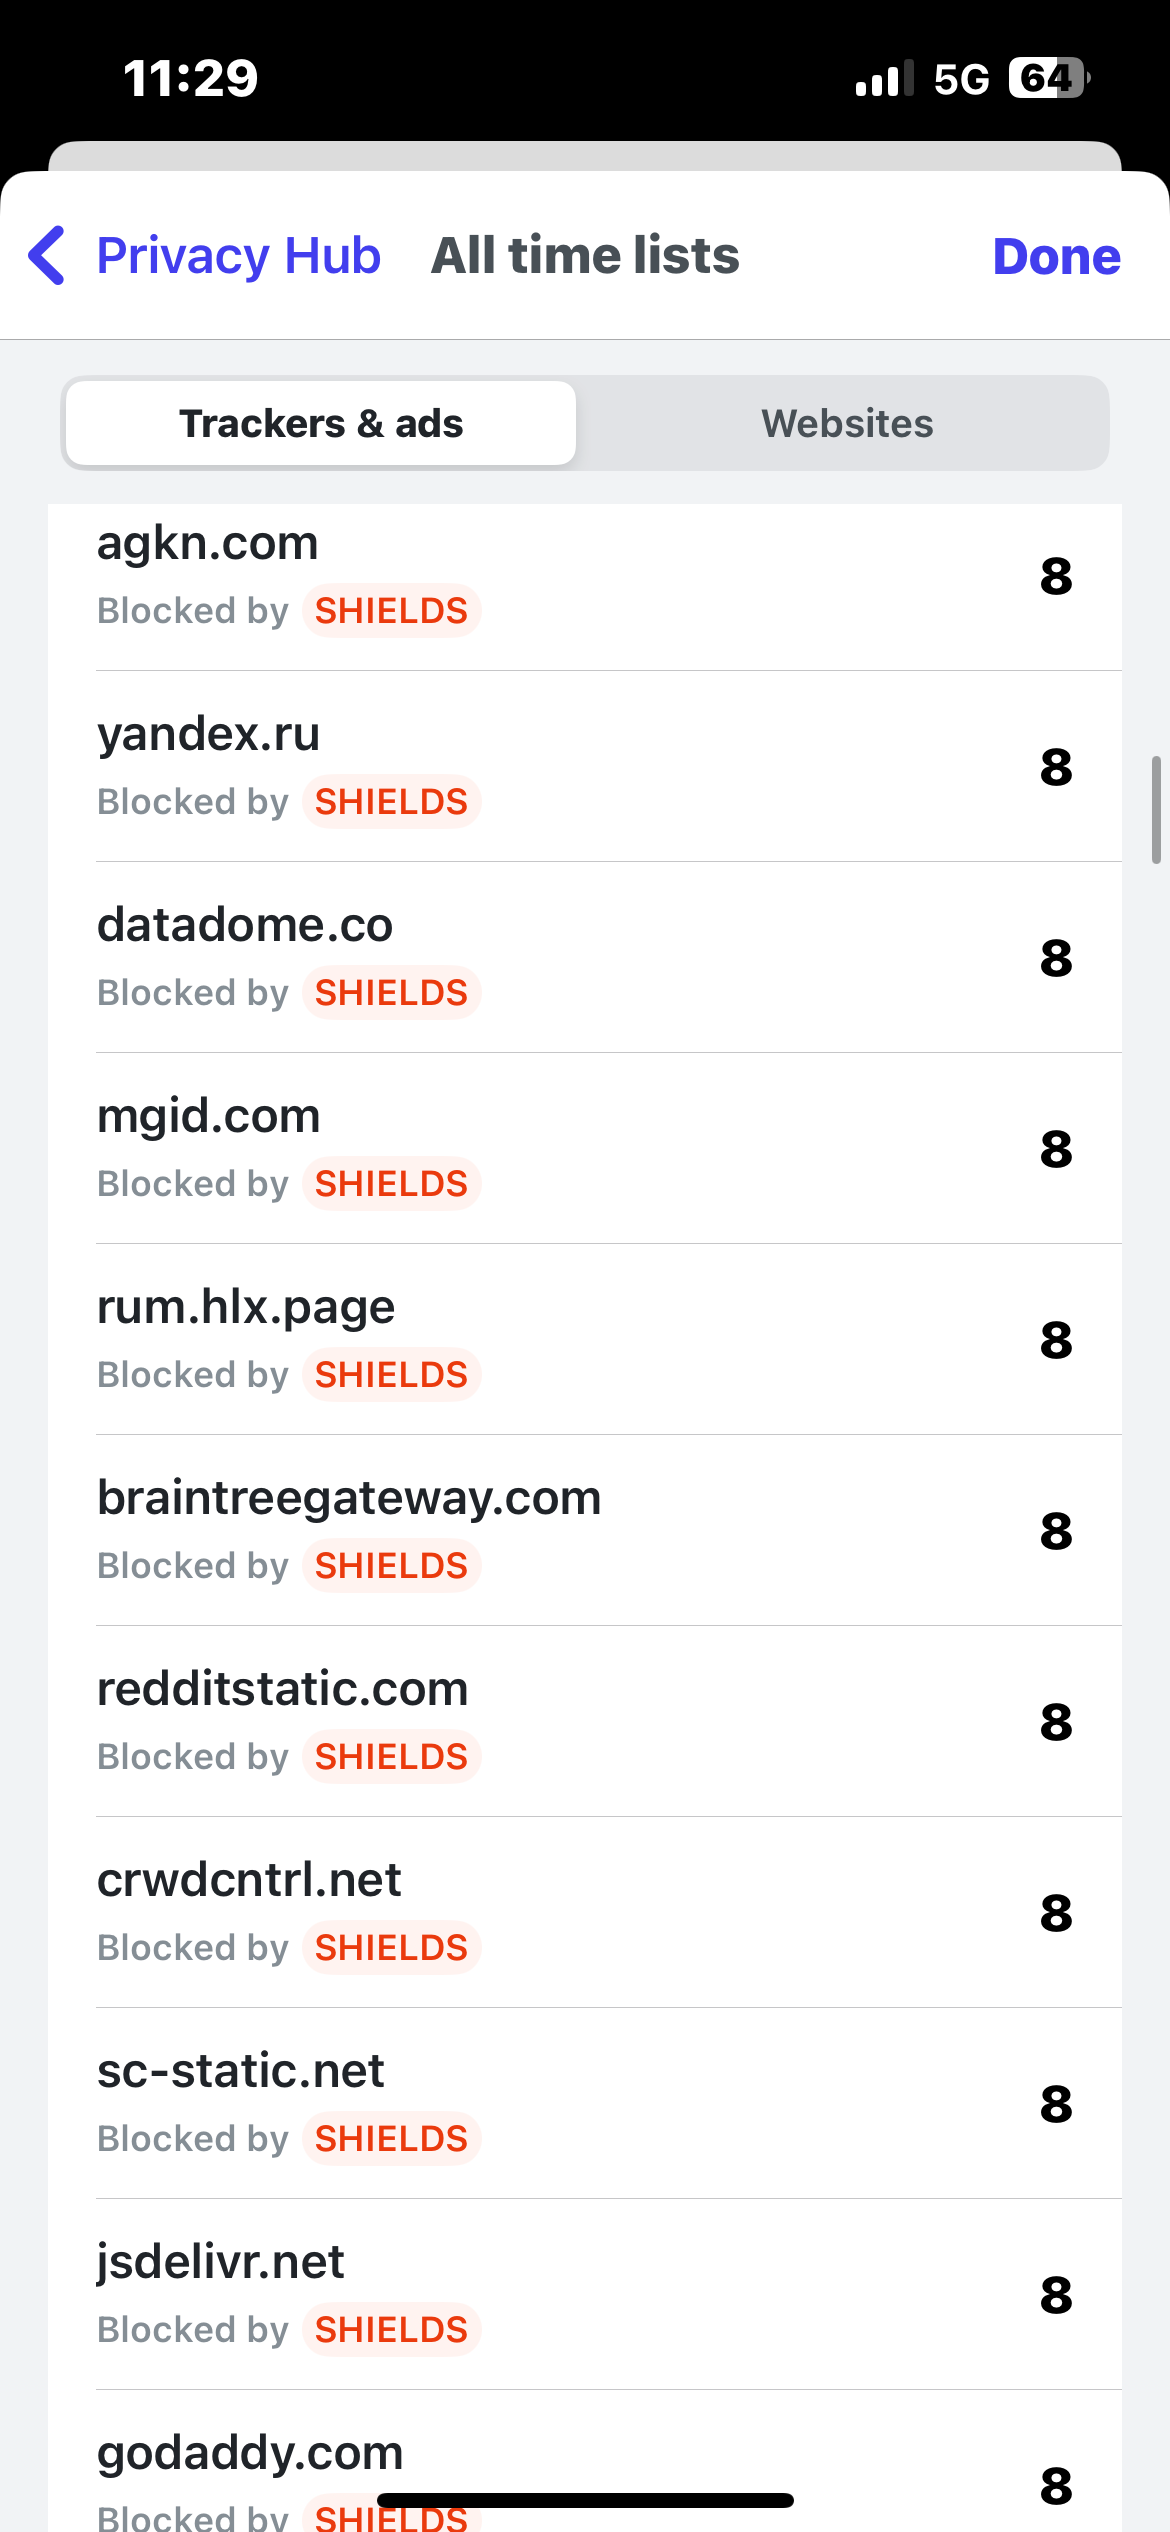 11:29
5G 64
Privacy Hub All time lists Done
Trackers & ads Websites
agkn.com
8
Blocked by SHIELDS
yandex.ru
8
Blocked by SHIELDS
datadome.co
8
Blocked by SHIELDS
mgid.com
8
Blocked by SHIELDS
rum.hlx.page
8
Blocked by SHIELDS
braintreegateway.com
8
Blocked by SHIELDS
redditstatic.com
8
Blocked by SHIELDS
crwdcntrl.net
8
Blocked by SHIELDS
sc-static.net
8
Blocked by SHIELDS
jsdelivr.net
8
Blocked by SHIELDS
godaddy.com
8
Blocked by SHIELDS